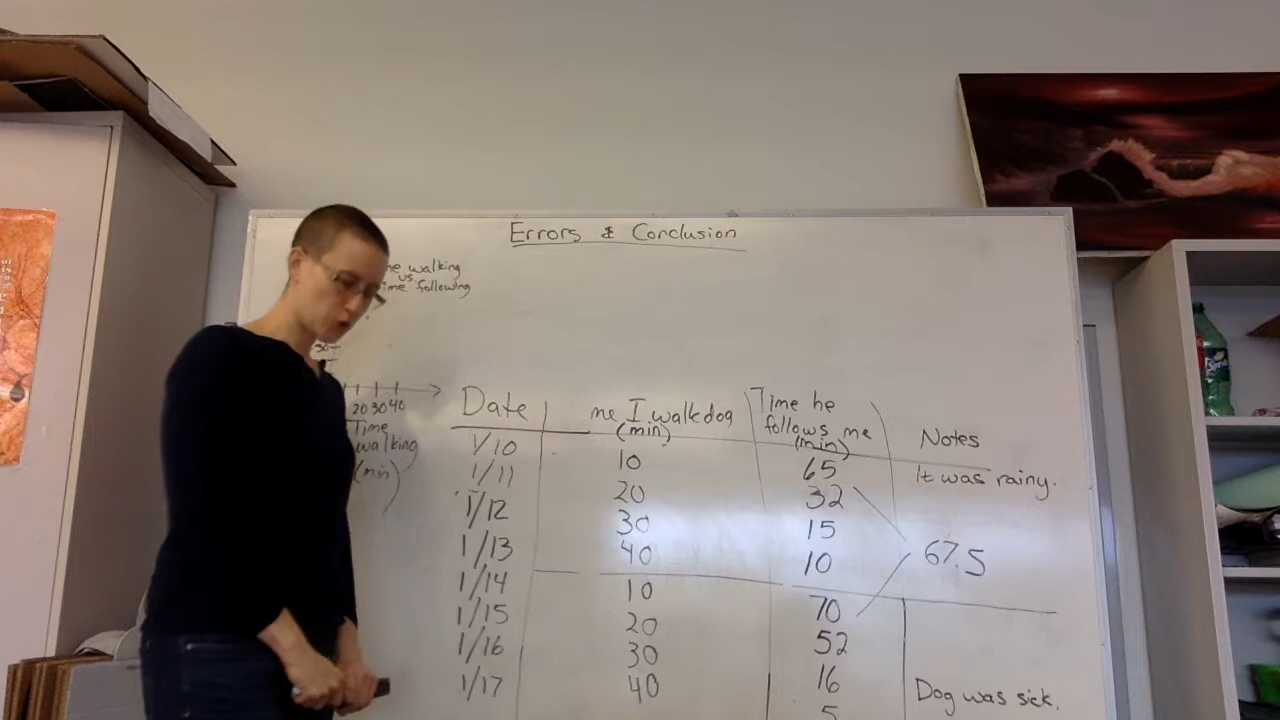 Errors & Conclusion
walking
vs
following
Date me I walk dog Time he follows me Notes
(min) (min)
1/10 10 65 It was rainy.
1/11 20 32
1/12 30 15
1/13 40 10 67.5
1/14 10 70
1/15 20 52
1/16 30 16
1/17 40 5 Dog was sick.
20 30 40
Time
walking
(min)
Sprite